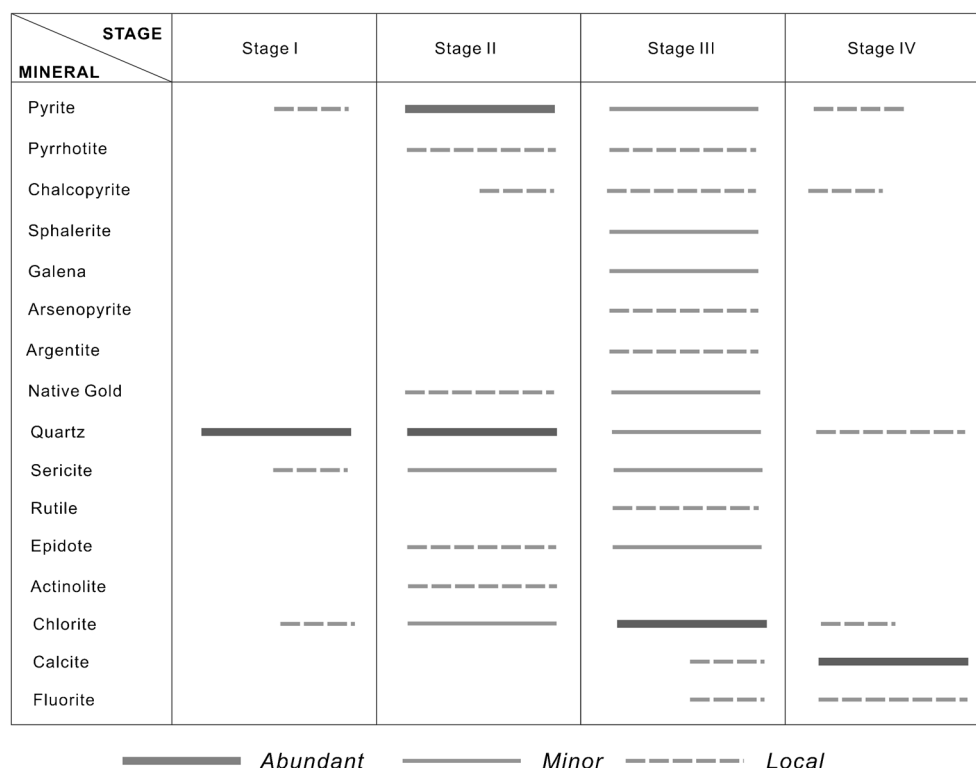 STAGE
MINERAL
Stage I
Stage II
Stage III
Stage IV
Pyrite
Pyrrhotite
Chalcopyrite
Sphalerite
Galena
Arsenopyrite
Argentite
Native Gold
Quartz
Sericite
Rutile
Epidote
Actinolite
Chlorite
Calcite
Fluorite
Abundant
Minor
Local